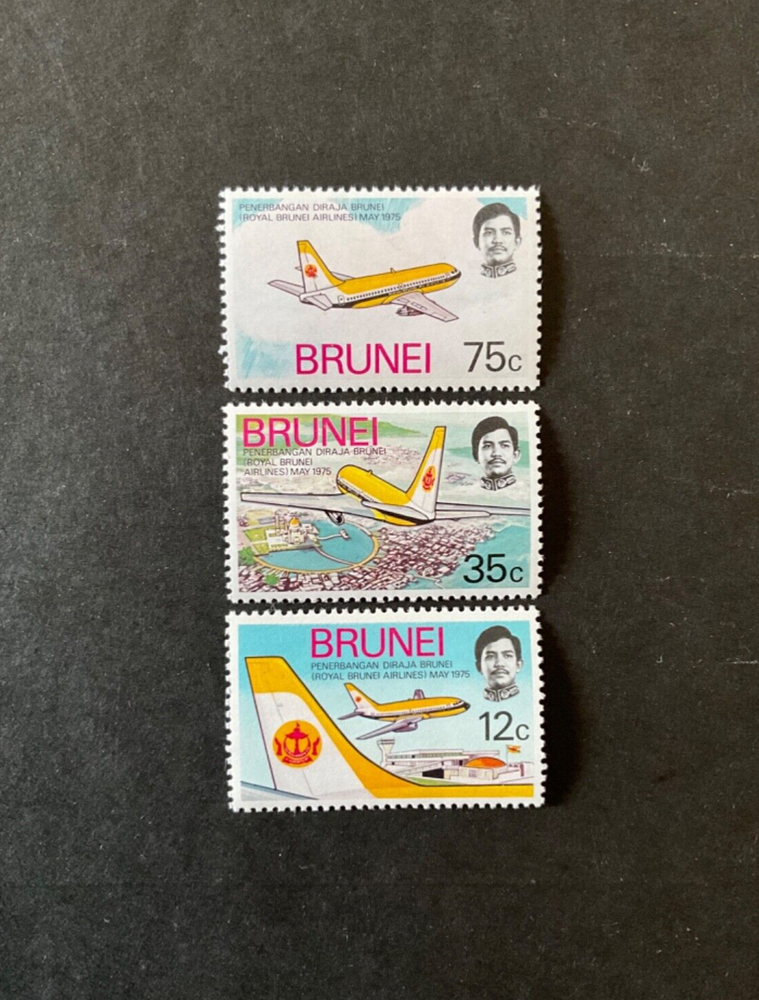 PENERBANGAN DIRAJA BRUNEI
(ROYAL BRUNEI AIRLINES) MAY 1975
BRUNEI 75c
BRUNEI
PENERBANGAN DIRAJA BRUNEI
(ROYAL BRUNEI
AIRLINES) MAY 1975
35c
BRUNEI
PENERBANGAN DIRAJA BRUNEI
(ROYAL BRUNEI AIRLINES) MAY 1975
12c